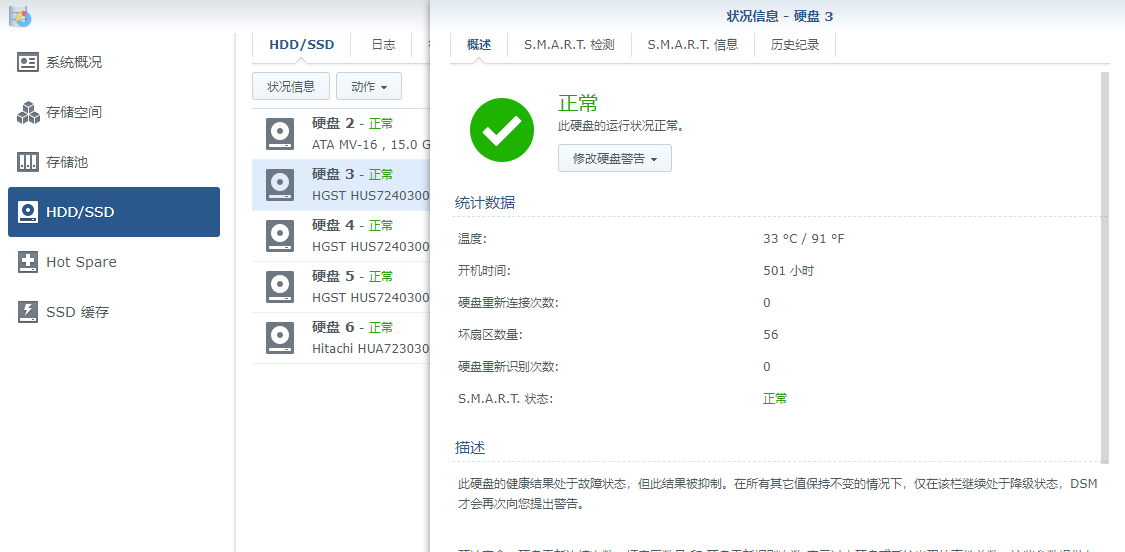 状况信息 - 硬盘 3
系统概况
存储空间
存储池
HDD/SSD
Hot Spare
SSD 缓存
HDD/SSD
日志
状况信息
动作
硬盘 2 - 正常
ATA MV-16 , 15.0 G
硬盘 3 - 正常
HGST HUS7240300
硬盘 4 - 正常
HGST HUS7240300
硬盘 5 - 正常
HGST HUS7240300
硬盘 6 - 正常
Hitachi HUA723030
概述
S.M.A.R.T. 检测
S.M.A.R.T. 信息
历史纪录
正常
此硬盘的运行状况正常。
修改硬盘警告
统计数据
温度: 33 °C / 91 °F
开机时间: 501 小时
硬盘重新连接次数: 0
坏扇区数量: 56
硬盘重新识别次数: 0
S.M.A.R.T. 状态: 正常
描述
此硬盘的健康结果处于故障状态，但此结果被抑制。在所有其它值保持不变的情况下，仅在该栏继续处于降级状态，DSM
才会再次向您提出警告。